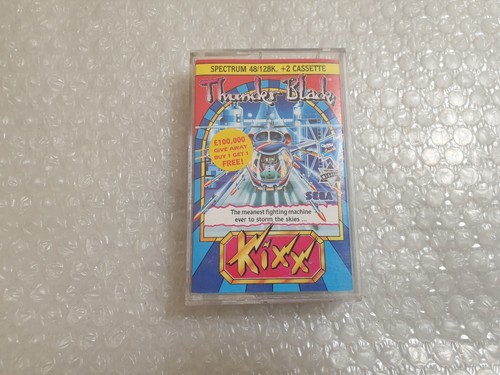 SPECTRUM 48/128K. +2 CASSETTE
Thunder Blade
£100,000
GIVE AWAY
BUY 1 GET 1
FREE!
SEGA
The meanest fighting machine
ever to storm the skies ...
Kixx